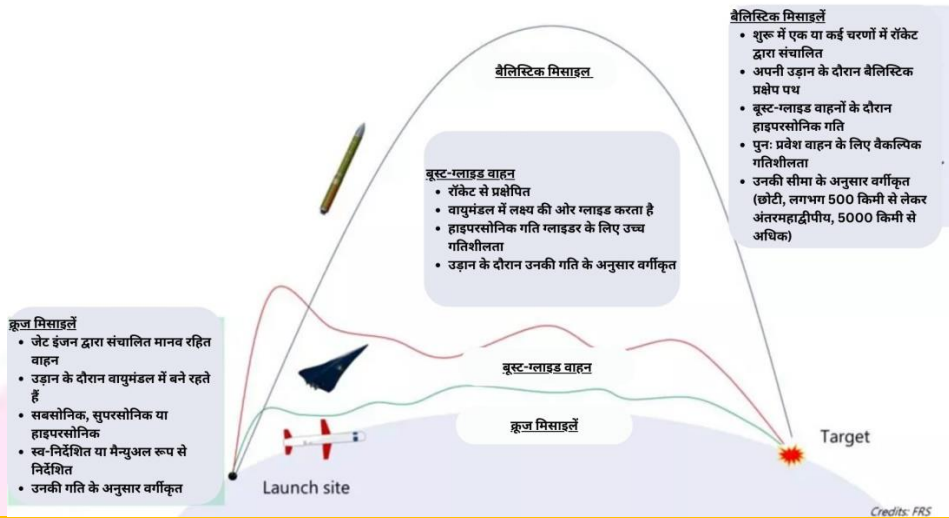 बैलिस्टिक मिसाइलें
• शुरू में एक या कई चरणों में रॉकेट
द्वारा संचालित
• अपनी उड़ान के दौरान बैलिस्टिक
प्रक्षेप पथ
• बूस्ट-ग्लाइड वाहनों के दौरान
हाइपरसोनिक गति
• पुनः प्रवेश वाहन के लिए वैकल्पिक
गतिशीलता
• उनकी सीमा के अनुसार वर्गीकृत
(छोटी, लगभग 500 किमी से लेकर
अंतरमहाद्वीपीय, 5000 किमी से
अधिक)
बैलिस्टिक मिसाइल
बूस्ट-ग्लाइड वाहन
• रॉकेट से प्रक्षेपित
• वायुमंडल में लक्ष्य की ओर ग्लाइड करता है
• हाइपरसोनिक गति ग्लाइडर के लिए उच्च
गतिशीलता
• उड़ान के दौरान उनकी गति के अनुसार वर्गीकृत
क्रूज मिसाइलें
• जेट इंजन द्वारा संचालित मानव रहित
वाहन
• उड़ान के दौरान वायुमंडल में बने रहते
हैं
• सबसोनिक, सुपरसोनिक या
हाइपरसोनिक
• स्व-निर्देशित या मैन्युअल रूप से
निर्देशित
• उनकी गति के अनुसार वर्गीकृत
बूस्ट-ग्लाइड वाहन
क्रूज मिसाइलें
Target
Launch site
Credits: FRS